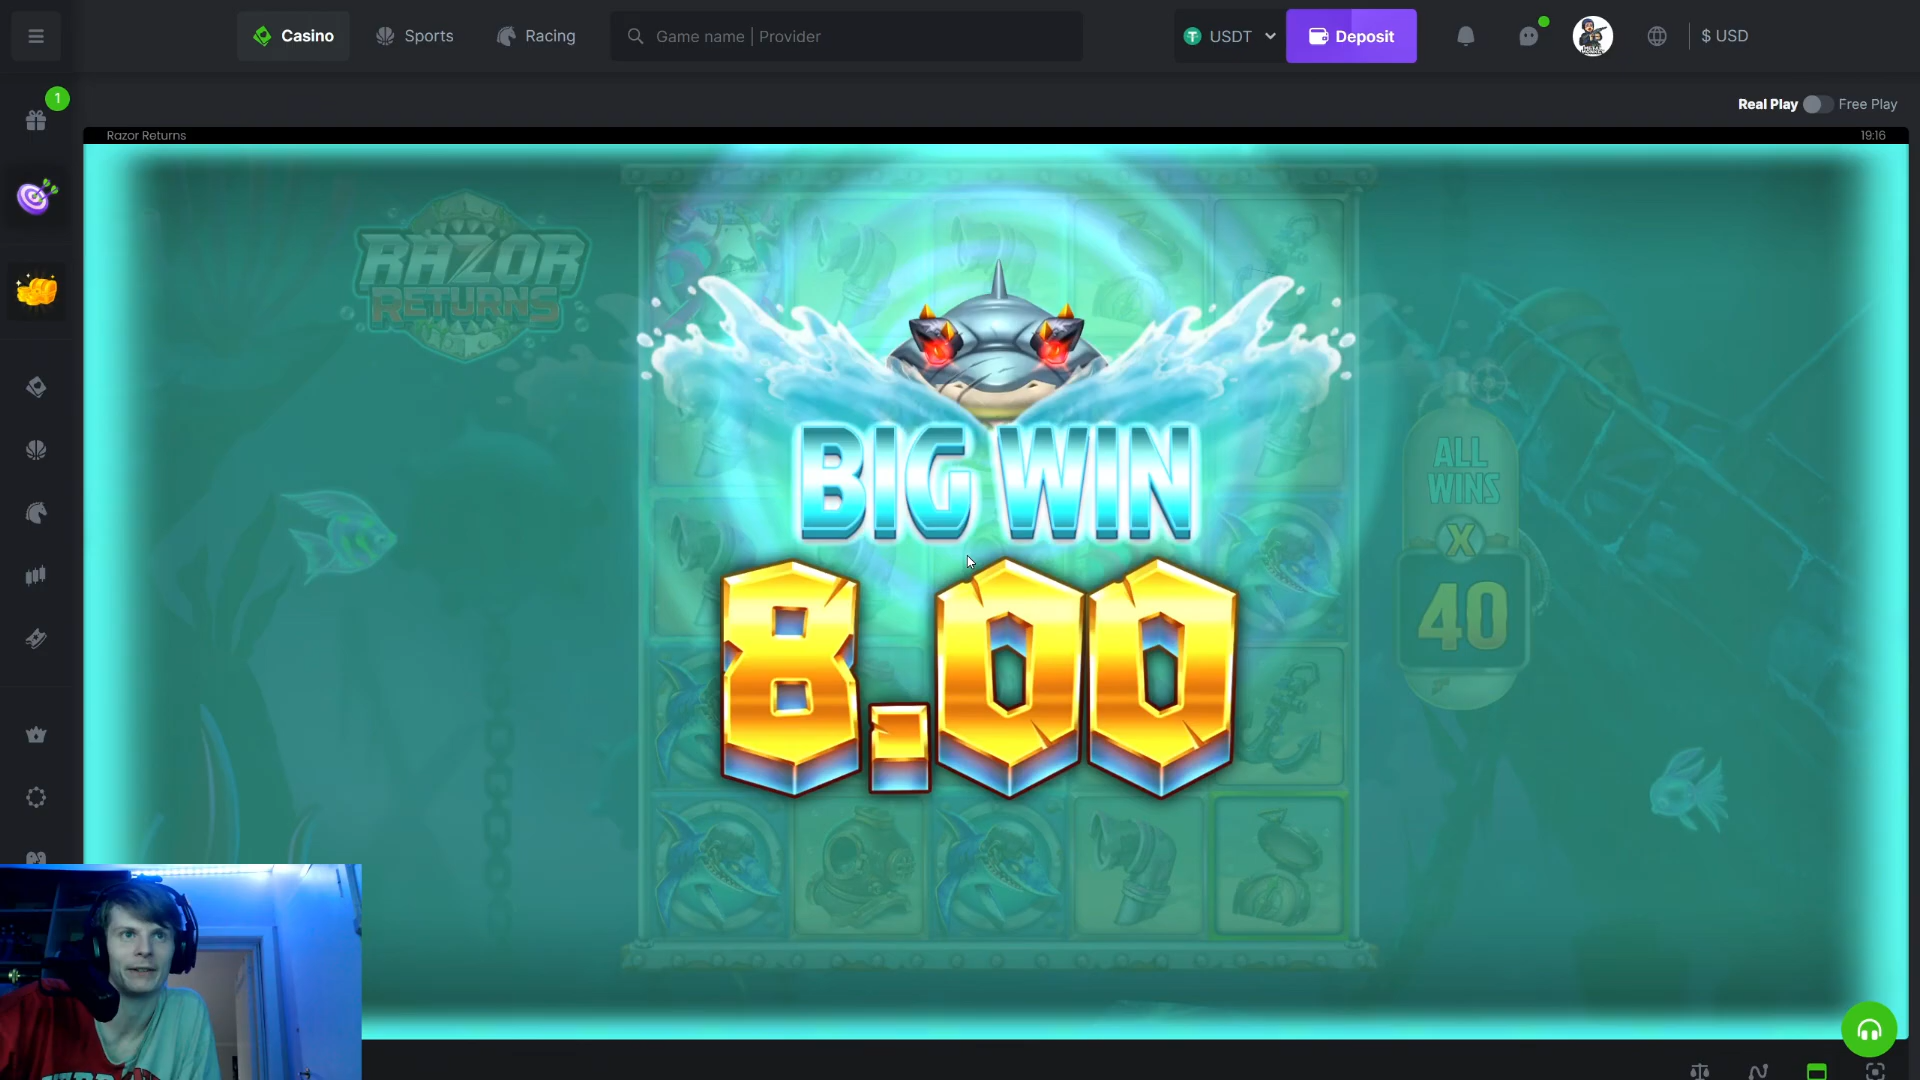 Casino
Sports
Racing
Game name | Provider
USDT
Deposit
$ USD
1
Real Play
Free Play
Razor Returns
19:16
RAZOR
RETURNS
BIG WIN
8.00
ALL
WINS
X
40